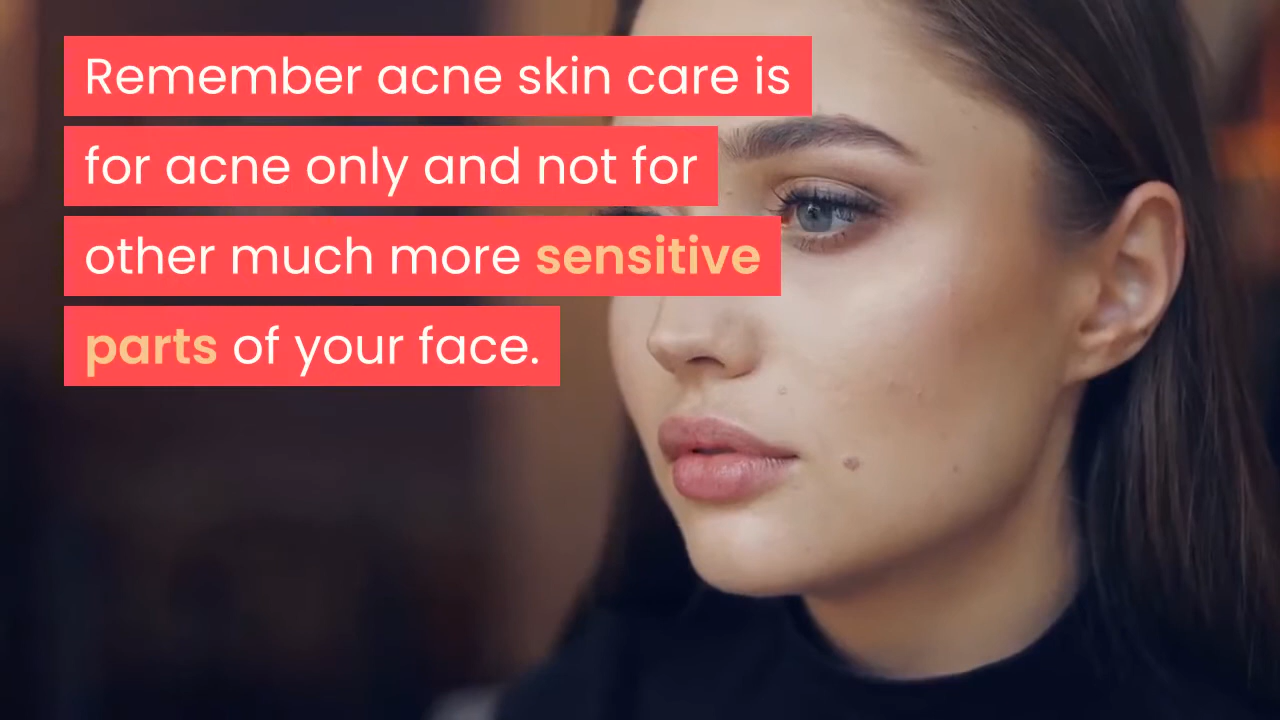 Remember acne skin care is
for acne only and not for
other much more sensitive
parts of your face.